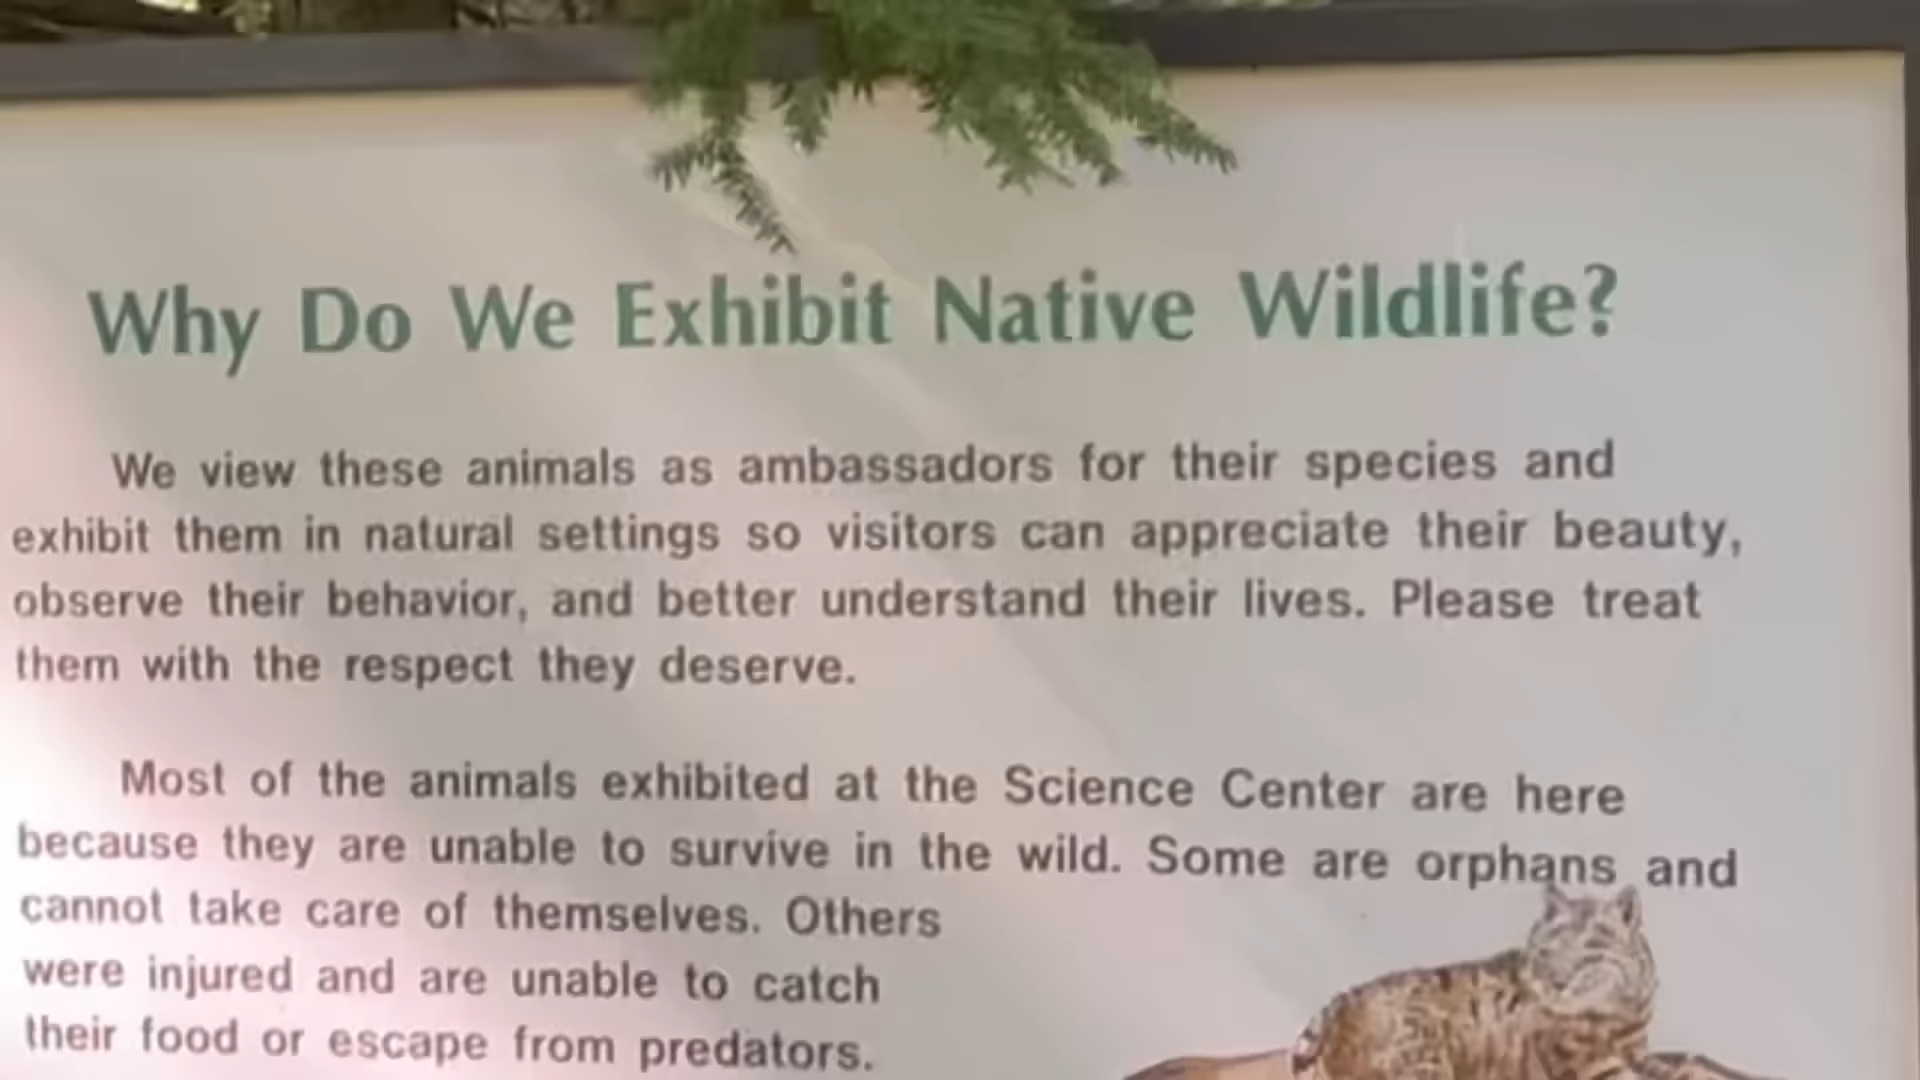 Why Do We Exhibit Native Wildlife?
We view these animals as ambassadors for their species and
exhibit them in natural settings so visitors can appreciate their beauty,
observe their behavior, and better understand their lives. Please treat
them with the respect they deserve.
Most of the animals exhibited at the Science Center are here
because they are unable to survive in the wild. Some are orphans and
cannot take care of themselves. Others
were injured and are unable to catch
their food or escape from predators.